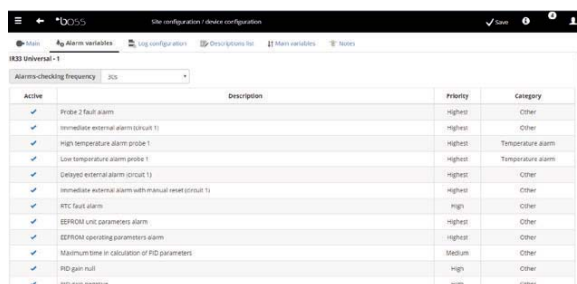 boss
Site configuration / device configuration
Save
4
Main
Alarm variables
Log configuration
Descriptions list
Main variables
Notes
IR33 Universal - 1
Alarms-checking frequency 30s
Active Description Priority Category
Probe 2 fault alarm Highest Other
Immediate external alarm (circuit 1) Highest Other
High temperature alarm probe 1 Highest Temperature alarm
Low temperature alarm probe 1 Highest Temperature alarm
Delayed external alarm (circuit 1) Highest Other
Immediate external alarm with manual reset (circuit 1) Highest Other
RTC fault alarm High Other
EEPROM unit parameters alarm Highest Other
EEPROM operating parameters alarm Highest Other
Maximum time in calculation of PID parameters Medium Other
PID gain null High Other